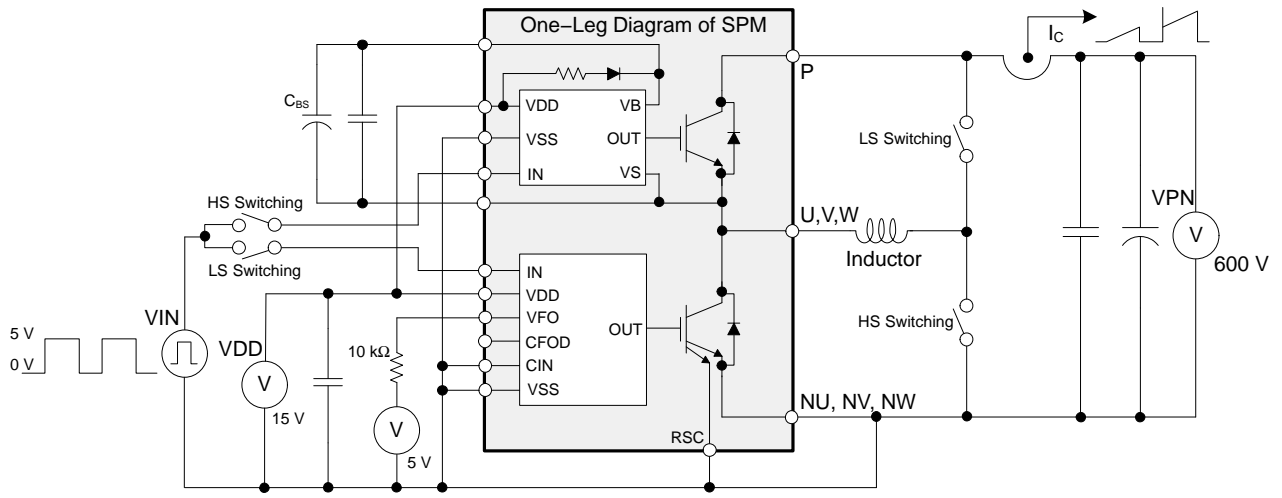 One−Leg Diagram of SPM
IC
P
CBS
VDD
VB
VSS
OUT
IN
VS
LS Switching
HS Switching
LS Switching
U,V,W
Inductor
VPN
V
600 V
IN
VDD
VFO
CFOD
CIN
VSS
OUT
HS Switching
VIN
5 V
0 V
VDD
V
15 V
10 kΩ
V
5 V
NU, NV, NW
RSC